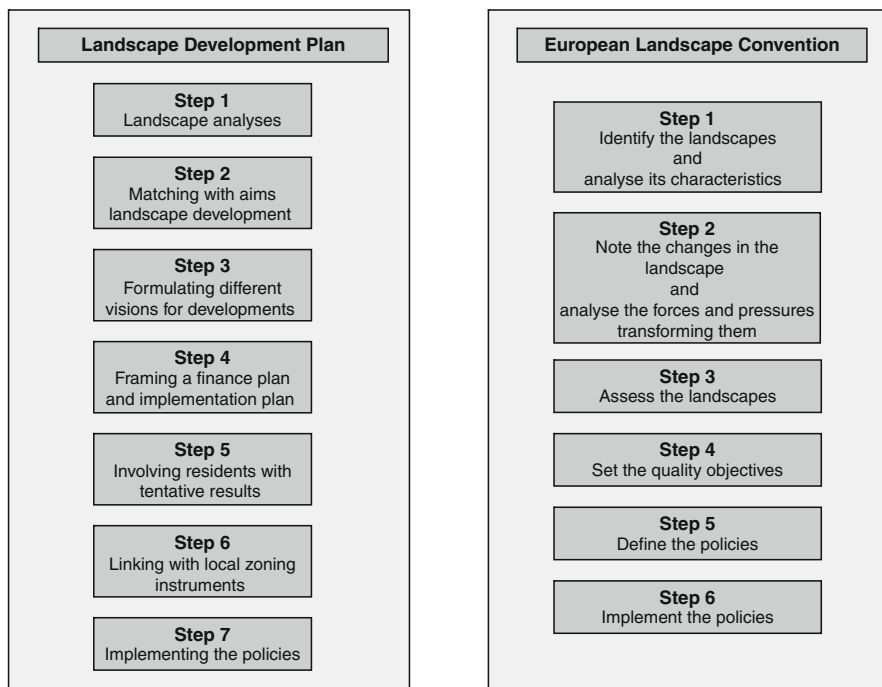 Landscape Development Plan
Step 1
Landscape analyses
Step 2
Matching with aims
landscape development
Step 3
Formulating different
visions for developments
Step 4
Framing a finance plan
and implementation plan
Step 5
Involving residents with
tentative results
Step 6
Linking with local zoning
instruments
Step 7
Implementing the policies
European Landscape Convention
Step 1
Identify the landscapes
and
analyse its characteristics
Step 2
Note the changes in the
landscape
and
analyse the forces and pressures
transforming them
Step 3
Assess the landscapes
Step 4
Set the quality objectives
Step 5
Define the policies
Step 6
Implement the policies